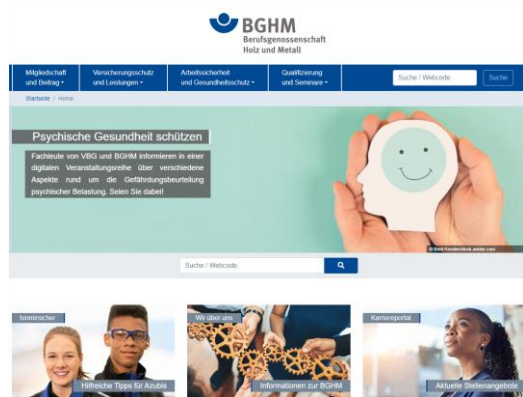 BGHM
Berufsgenossenschaft
Holz und Metall
Mitgliedschaft
und Beitrag
Versicherungsschutz
und Leistungen
Arbeitssicherheit
und Gesundheitsschutz
Qualifizierung
und Seminare
Suche / Webcode
Suche
Startseite / Home
Psychische Gesundheit schützen
Fachleute von VBG und BGHM informieren in einer
digitalen Veranstaltungsreihe über verschiedene
Aspekte rund um die Gefährdungsbeurteilung
psychischer Belastung. Seien Sie dabei!
Suche / Webcode
Wir über uns
Karriereportal
Hilfreiche Tipps für Azubis
Informationen zur BGHM
Aktuelle Stellenangebote